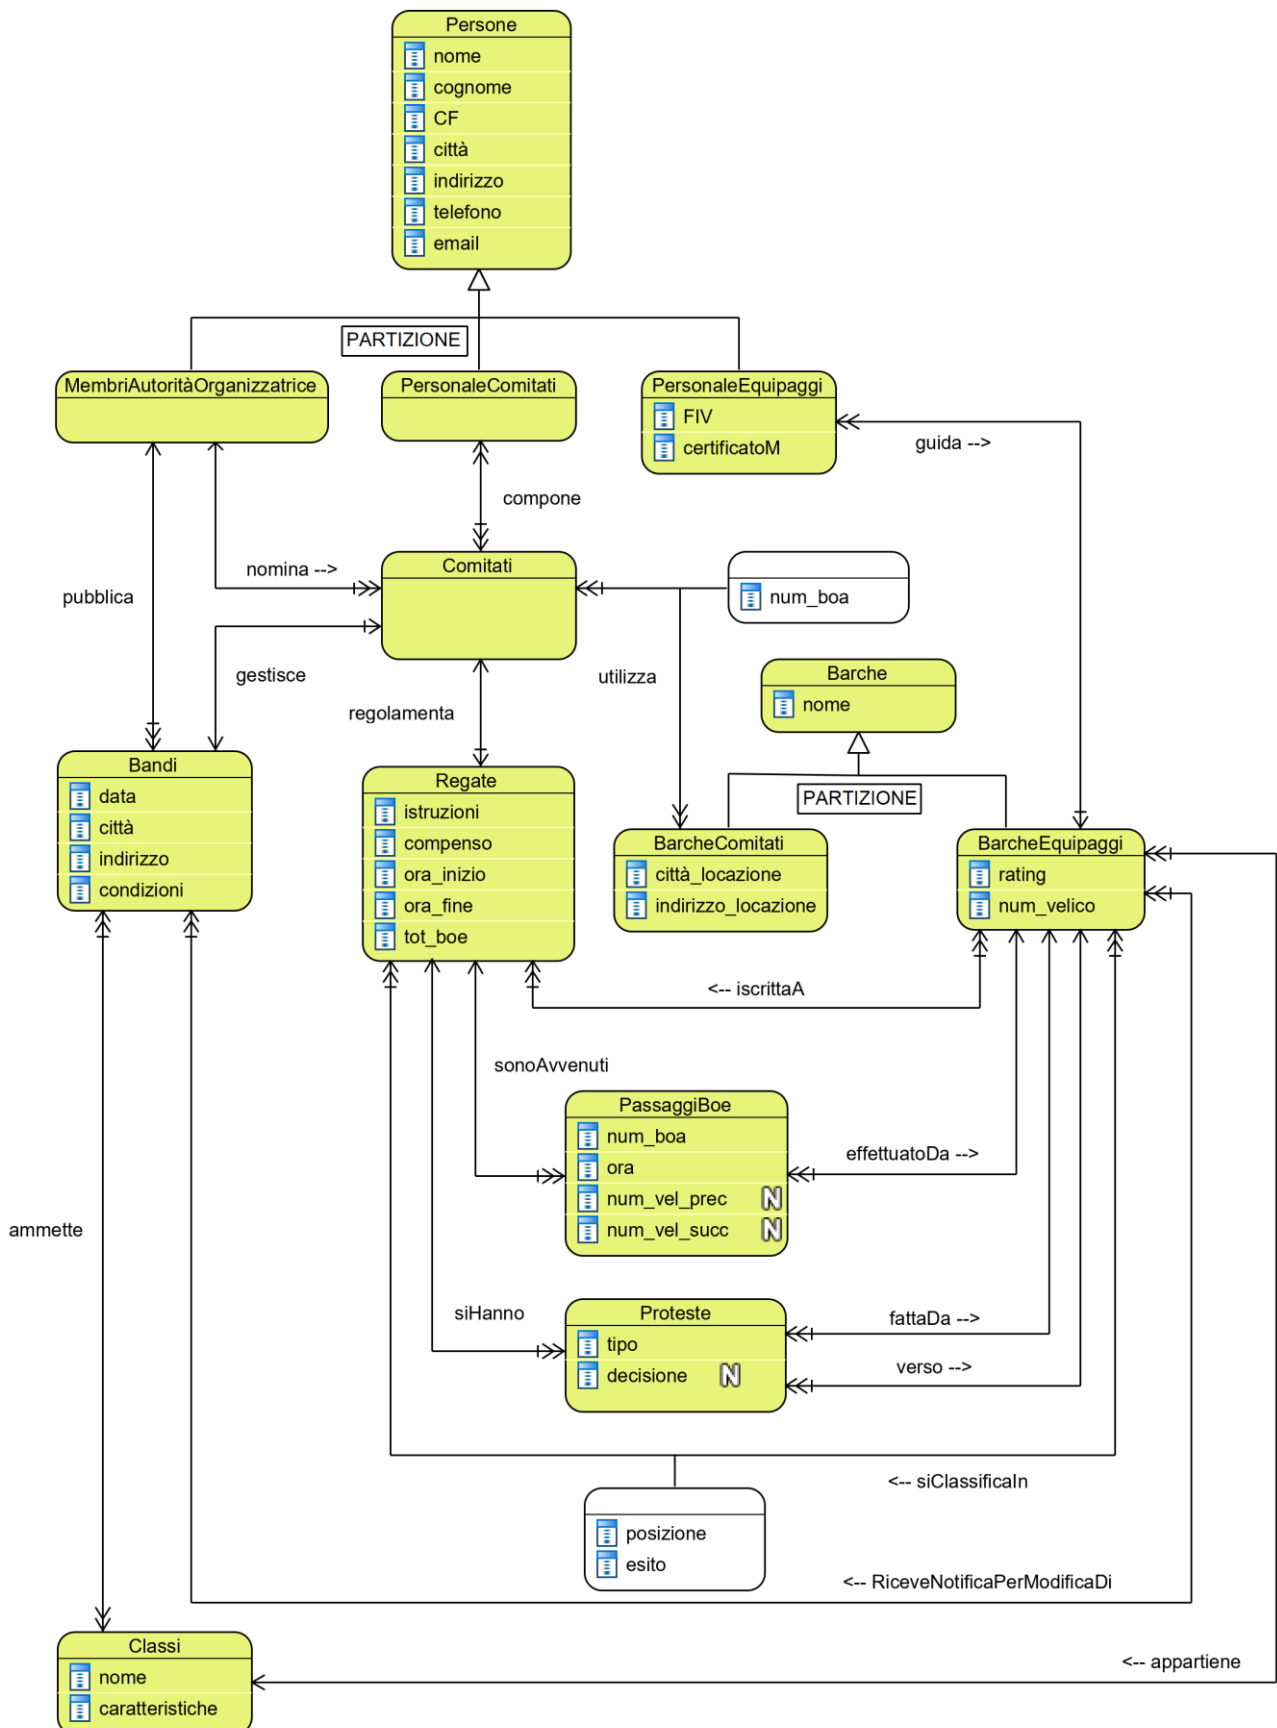 Persone
nome
cognome
CF
città
indirizzo
telefono
email
PARTIZIONE
MembriAutoritàOrganizzatrice
PersonaleComitati
PersonaleEquipaggi
FIV
certificatoM
guida -->
compone
nomina -->
Comitati
num_boa
pubblica
gestisce
regolamenta
utilizza
Barche
nome
PARTIZIONE
Bandi
data
città
indirizzo
condizioni
Regate
istruzioni
compenso
ora_inizio
ora_fine
tot_boe
BarcheComitati
città_locazione
indirizzo_locazione
BarcheEquipaggi
rating
num_velico
<-- iscrittaA
sonoAvvenuti
PassaggiBoe
num_boa
ora
num_vel_prec N
num_vel_succ N
effettuatoDa -->
ammette
siHanno
Proteste
tipo
decisione N
fattaDa -->
verso -->
<-- siClassificaIn
posizione
esito
<-- RiceveNotificaPerModificaDi
Classi
nome
caratteristiche
<-- appartiene